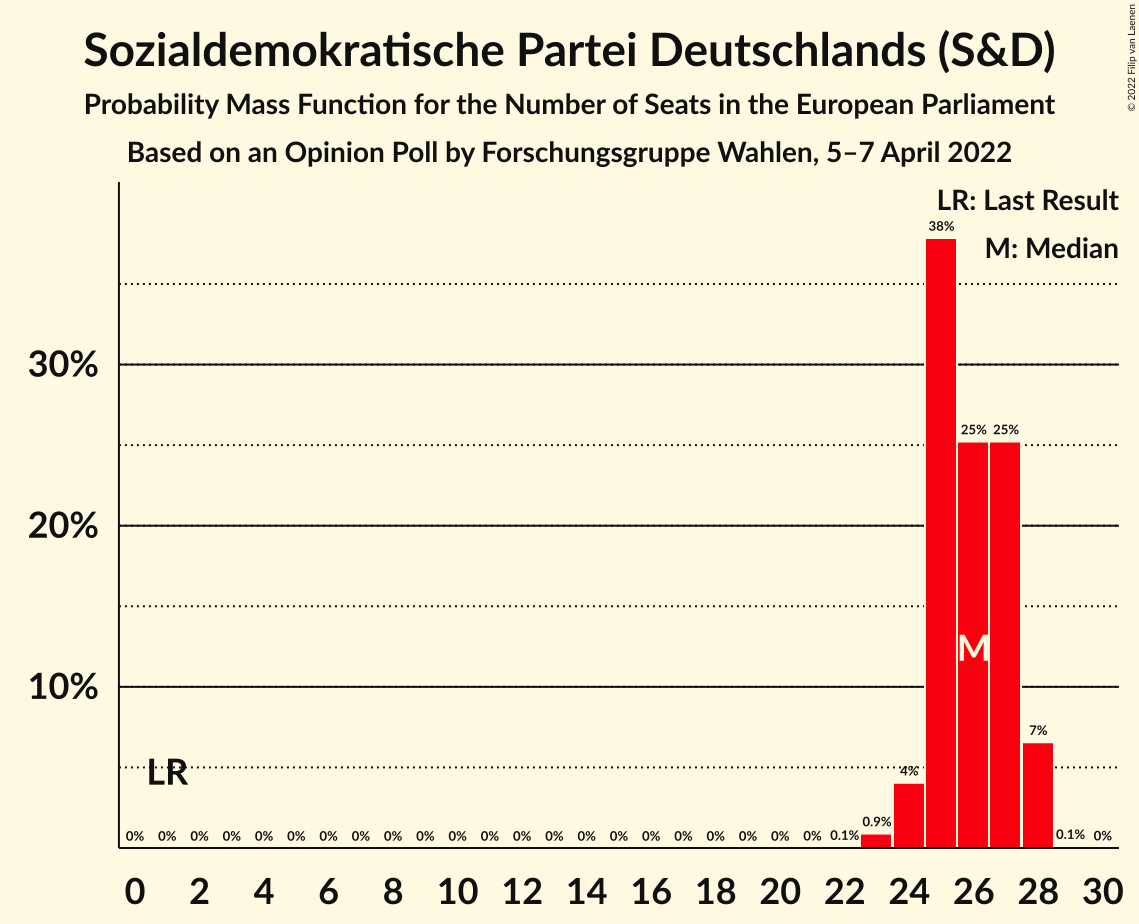 Sozialdemokratische Partei Deutschlands (S&D)
Probability Mass Function for the Number of Seats in the European Parliament
Based on an Opinion Poll by Forschungsgruppe Wahlen, 5–7 April 2022
© 2022 Filip van Laenen
LR: Last Result
M: Median
38%
30%
25% 25%
20%
M
10%
7%
LR
4%
0.9%
0% 0% 0% 0% 0% 0% 0% 0% 0% 0% 0% 0% 0% 0% 0% 0% 0% 0% 0% 0% 0% 0% 0.1% 0.1% 0%
0 2 4 6 8 10 12 14 16 18 20 22 24 26 28 30